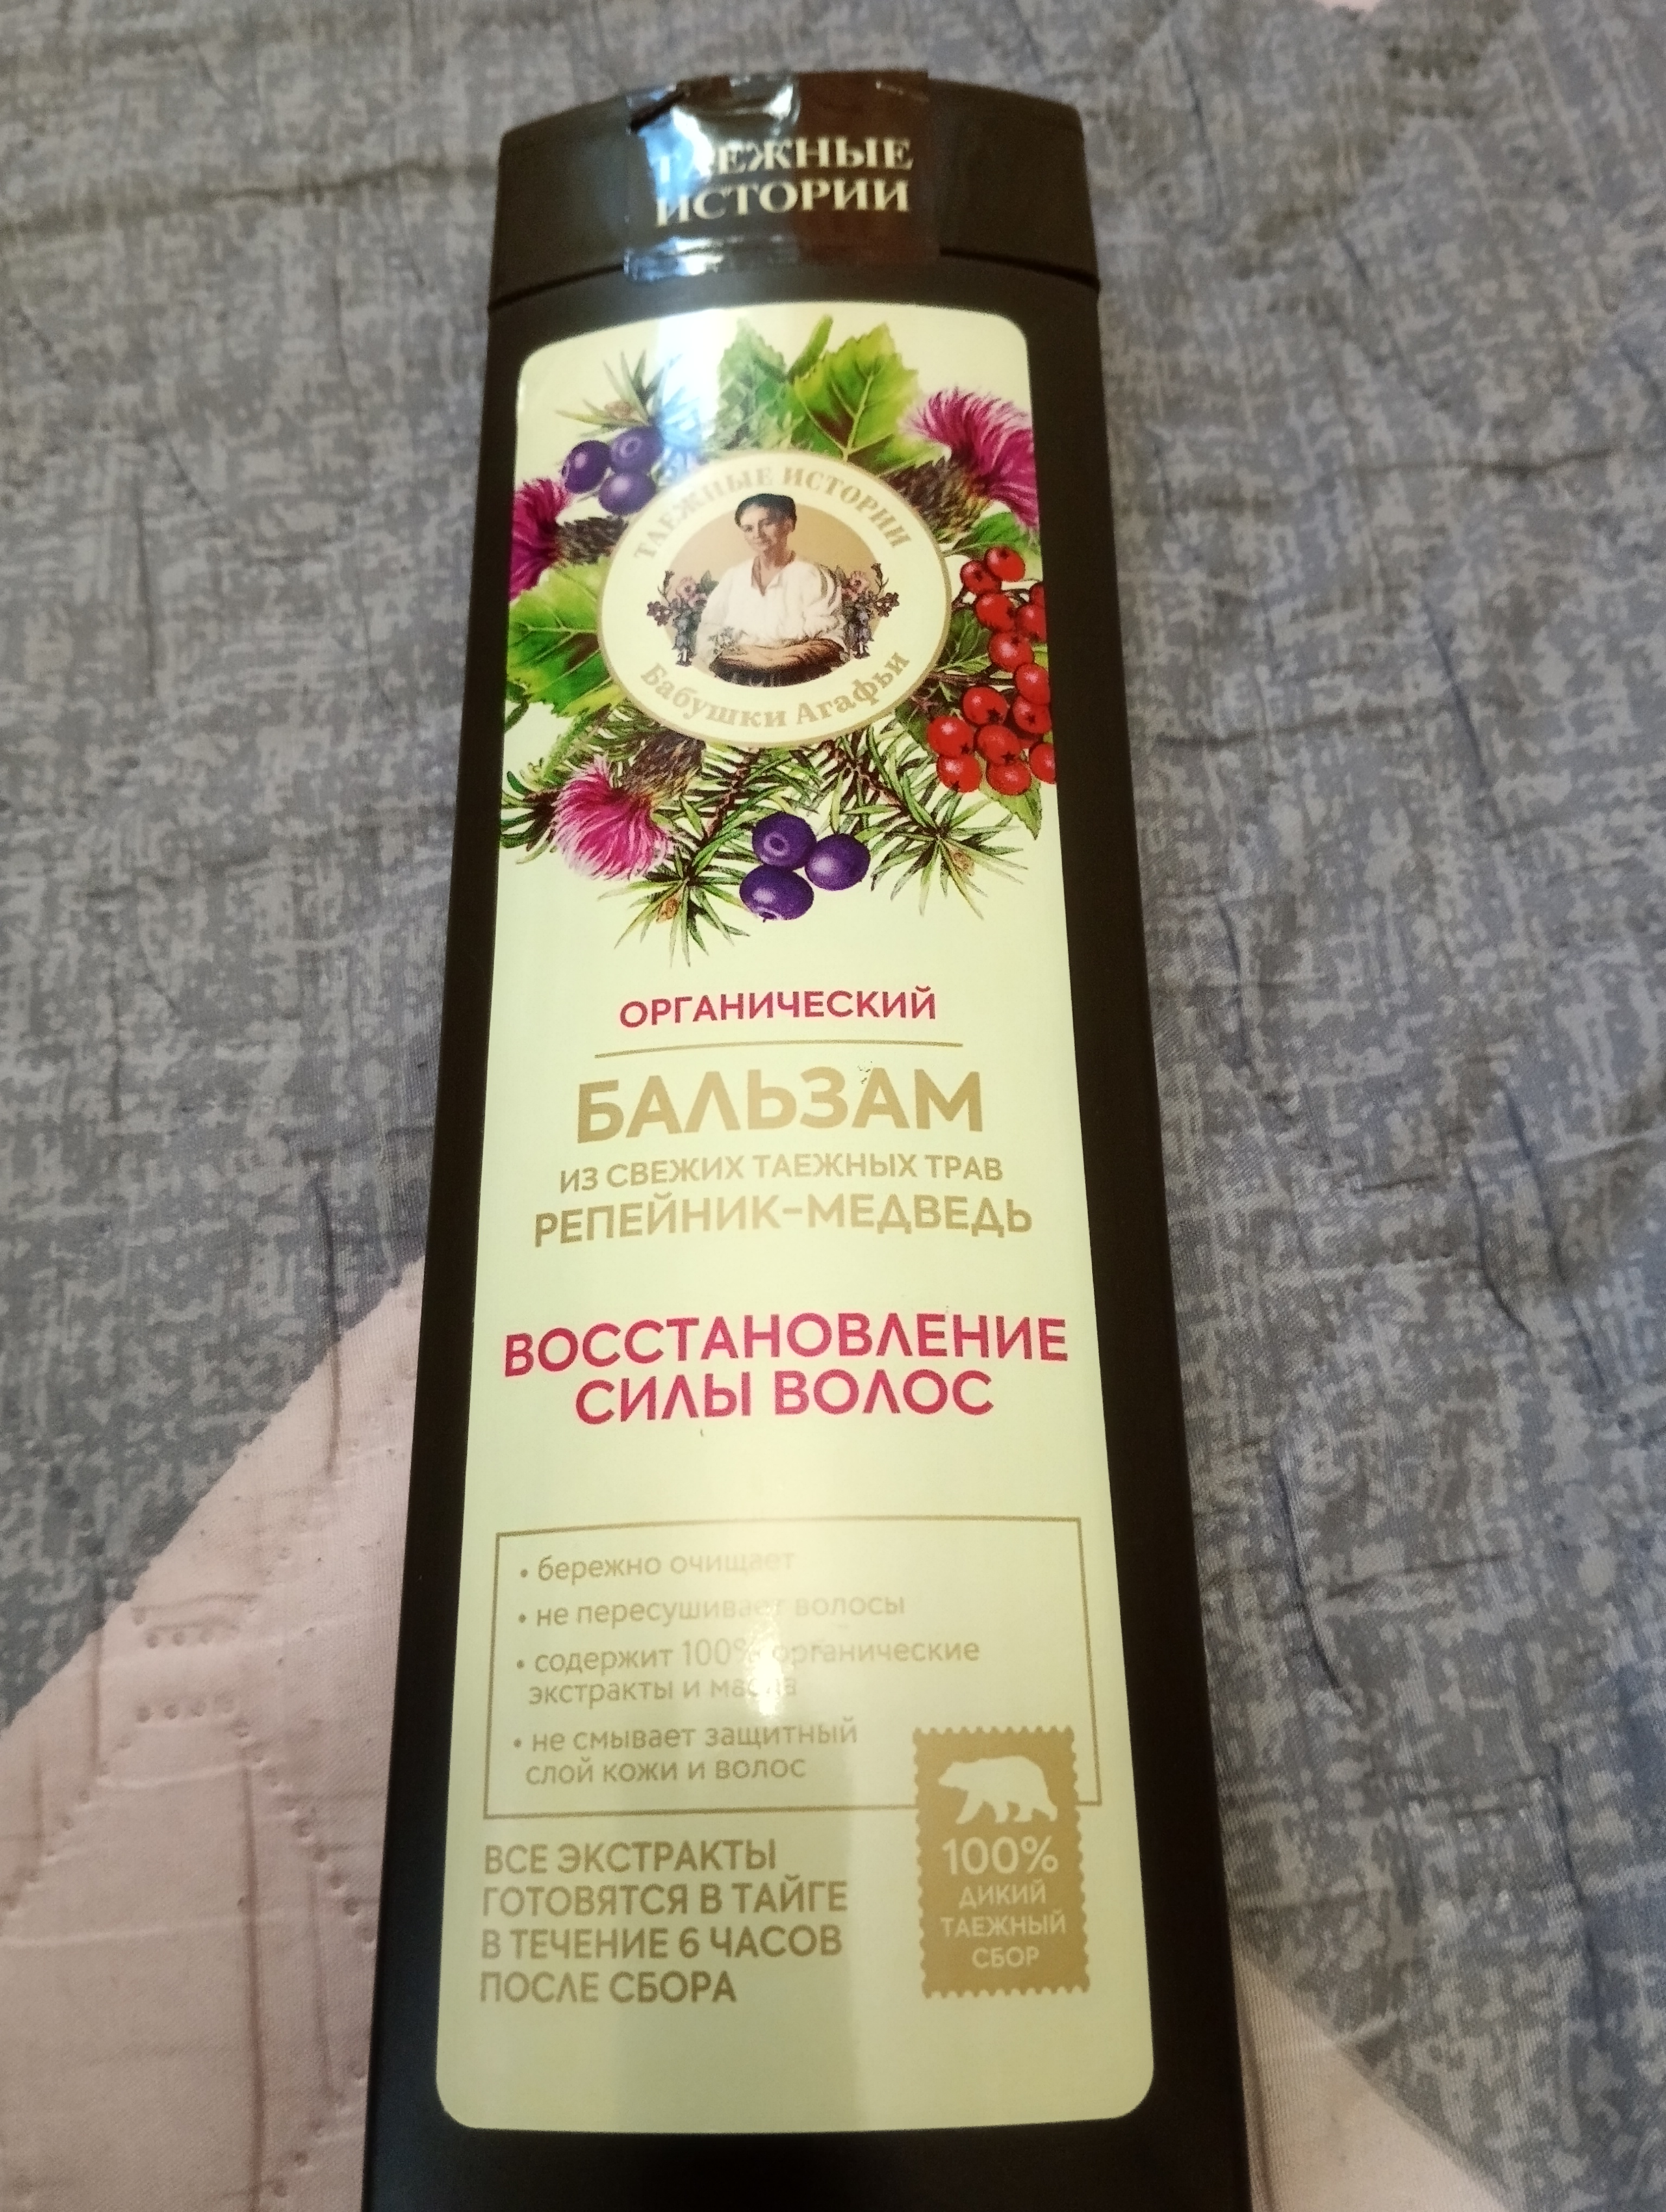 ТАЕЖНЫЕ
ИСТОРИИ
ТАЕЖНЫЕ ИСТОРИИ
Бабушки Агафьи
ОРГАНИЧЕСКИЙ
БАЛЬЗАМ
ИЗ СВЕЖИХ ТАЕЖНЫХ ТРАВ
РЕПЕЙНИК-МЕДВЕДЬ
ВОССТАНОВЛЕНИЕ
СИЛЫ ВОЛОС
• бережно очищает
• не пересушивает волосы
• содержит 100% органические
экстракты и масла
• не смывает защитный
слой кожи и волос
ВСЕ ЭКСТРАКТЫ
ГОТОВЯТСЯ В ТАЙГЕ
В ТЕЧЕНИЕ 6 ЧАСОВ
ПОСЛЕ СБОРА
100%
ДИКИЙ
ТАЕЖНЫЙ
СБОР